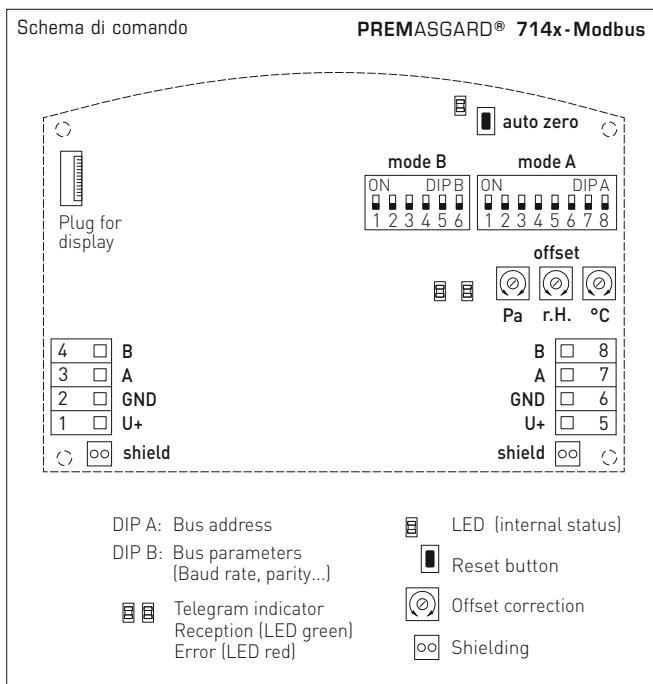 Schema di comando
PREMASGARD® 714x-Modbus
auto zero
mode B
mode A
ON DIP B
1 2 3 4 5 6
ON DIP A
1 2 3 4 5 6 7 8
Plug for
display
offset
Pa r.H. °C
4 B
3 A
2 GND
1 U+
shield
B 8
A 7
GND 6
U+ 5
shield
DIP A: Bus address
DIP B: Bus parameters
(Baud rate, parity...)
Telegram indicator
Reception (LED green)
Error (LED red)
LED (internal status)
Reset button
Offset correction
Shielding